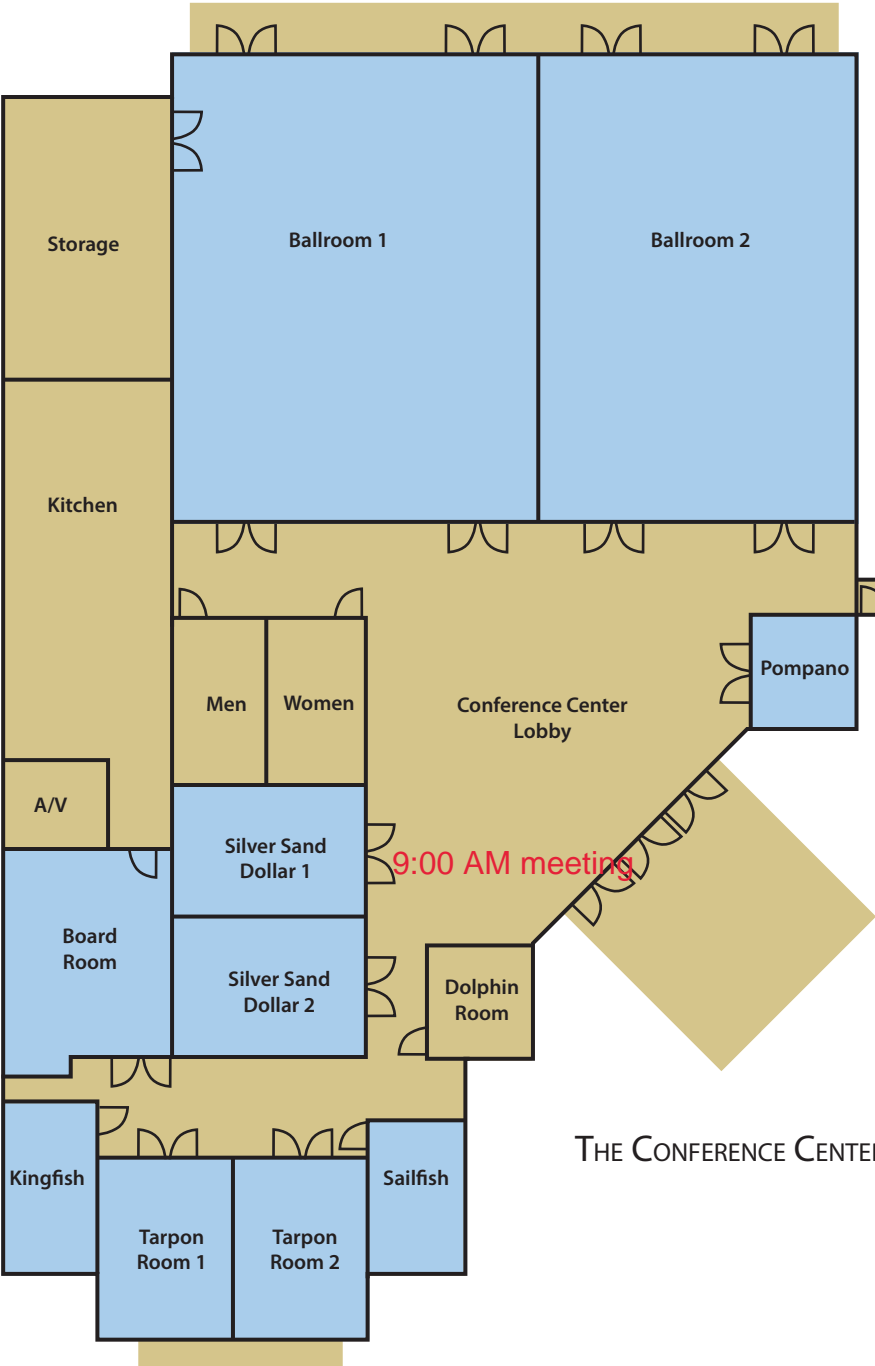 Storage
Ballroom 1
Ballroom 2
Kitchen
Men
Women
Conference Center
Lobby
Pompano
A/V
Silver Sand
Dollar 1
9:00 AM meeting
Board
Room
Silver Sand
Dollar 2
Dolphin
Room
THE CONFERENCE CENTER
Kingfish
Sailfish
Tarpon
Room 1
Tarpon
Room 2